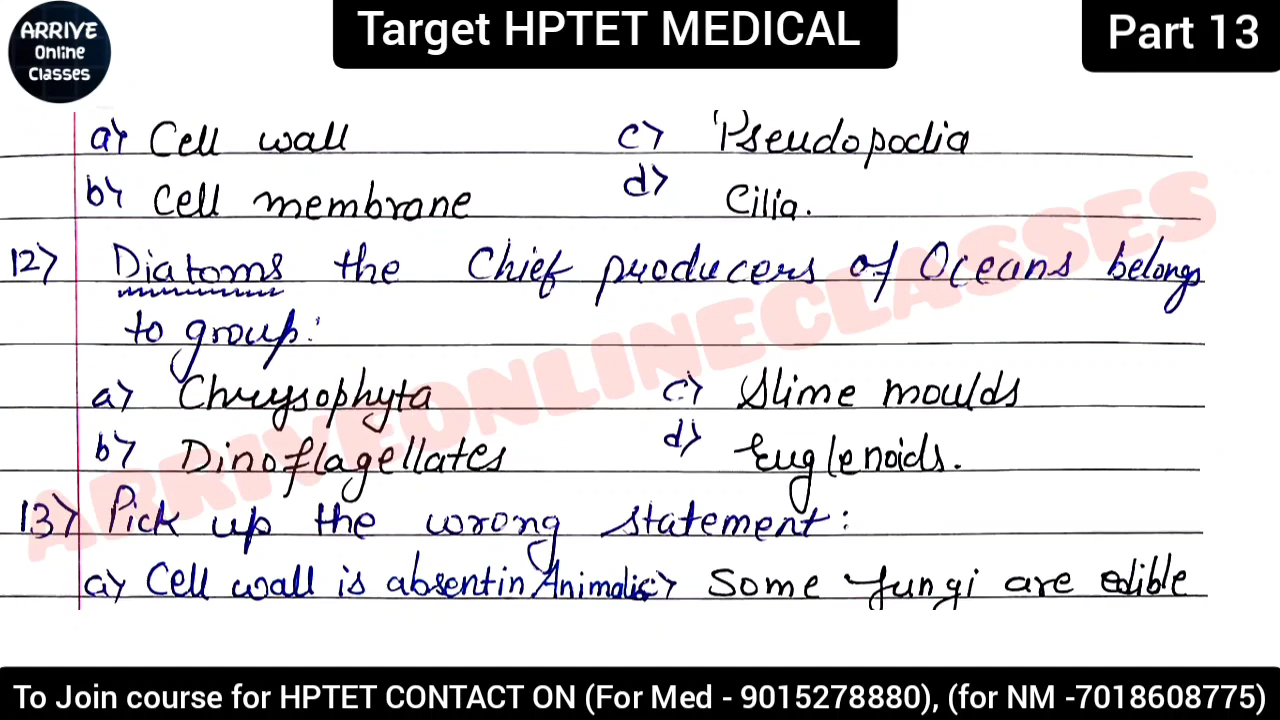 ARRIVE
Online
Classes
Target HPTET MEDICAL
Part 13
a) Cell wall c) Pseudopodia
b) Cell membrane d) Cilia.
12) Diatoms the Chief producers of Oceans belongs
to group:
a) Chrysophyta c) Slime moulds
b) Dinoflagellates d) Euglenoids.
13) Pick up the wrong statement:
a) Cell wall is absent in Animalia c) Some fungi are edible
ARRIVEONLINECLASSES
To Join course for HPTET CONTACT ON (For Med - 9015278880), (for NM -7018608775)